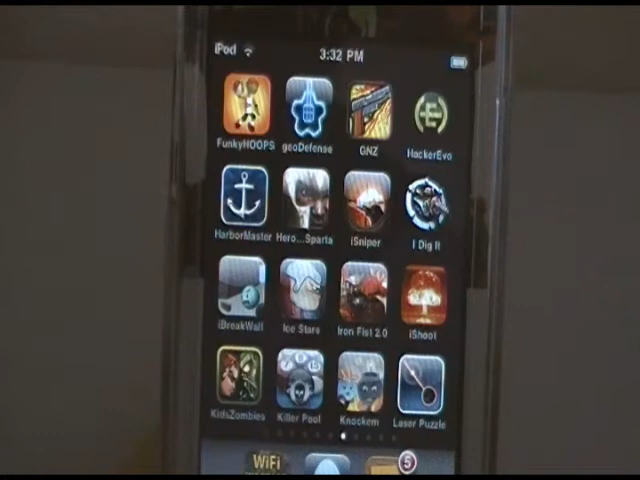 iPod 3:32 PM
FunkyHOOPS geoDefense GNZ HackerEvo
HarborMaster Hero...Sparta iSniper I Dig It
iBreakWall Ice Stars Iron Fist 2.0 iShoot
KidsZombies Killer Pool Knockem Laser Puzzle
WiFi 5